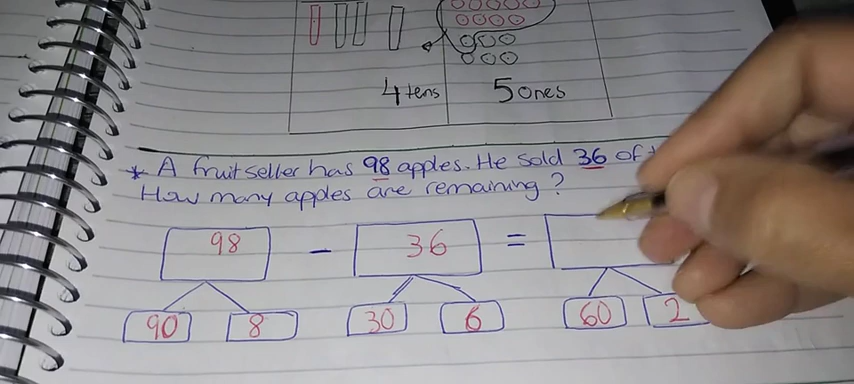 4 tens 5 ones
* A fruit seller has 98 apples. He sold 36 of
How many apples are remaining?
98 - 36 =
90 8 30 6 60 2